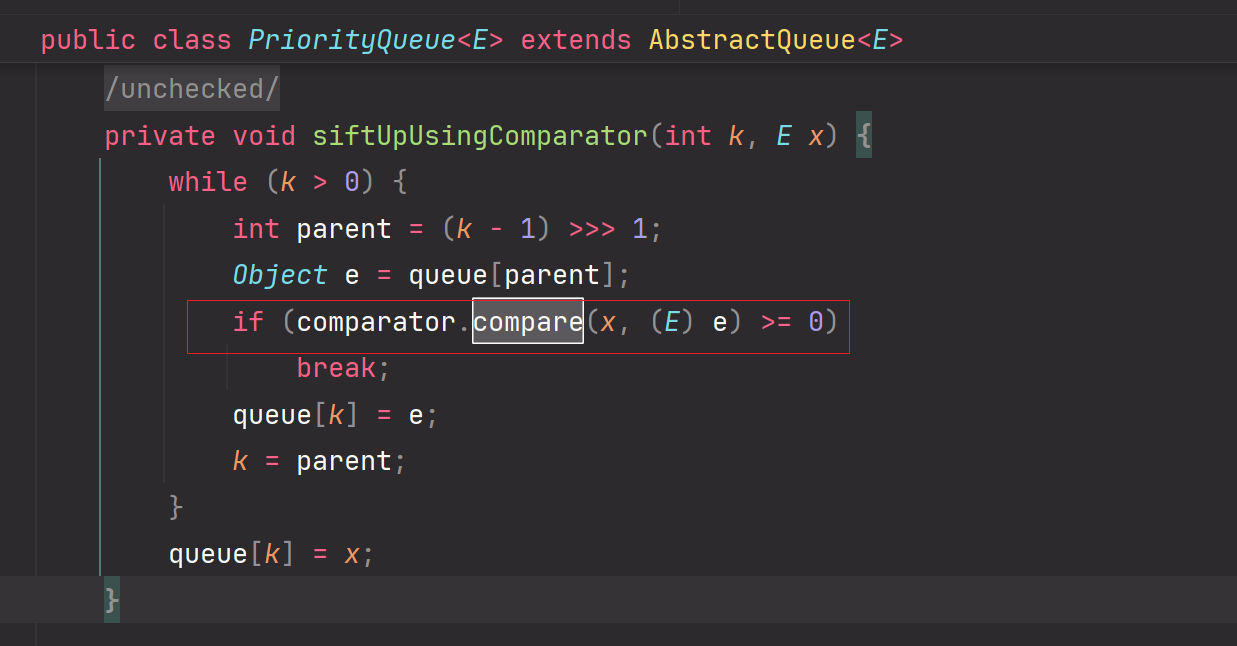 public class PriorityQueue<E> extends AbstractQueue<E>
/unchecked/
private void siftUpUsingComparator(int k, E x) {
while (k > 0) {
int parent = (k - 1) >>> 1;
Object e = queue[parent];
if (comparator.compare(x, (E) e) >= 0)
break;
queue[k] = e;
k = parent;
}
queue[k] = x;
}